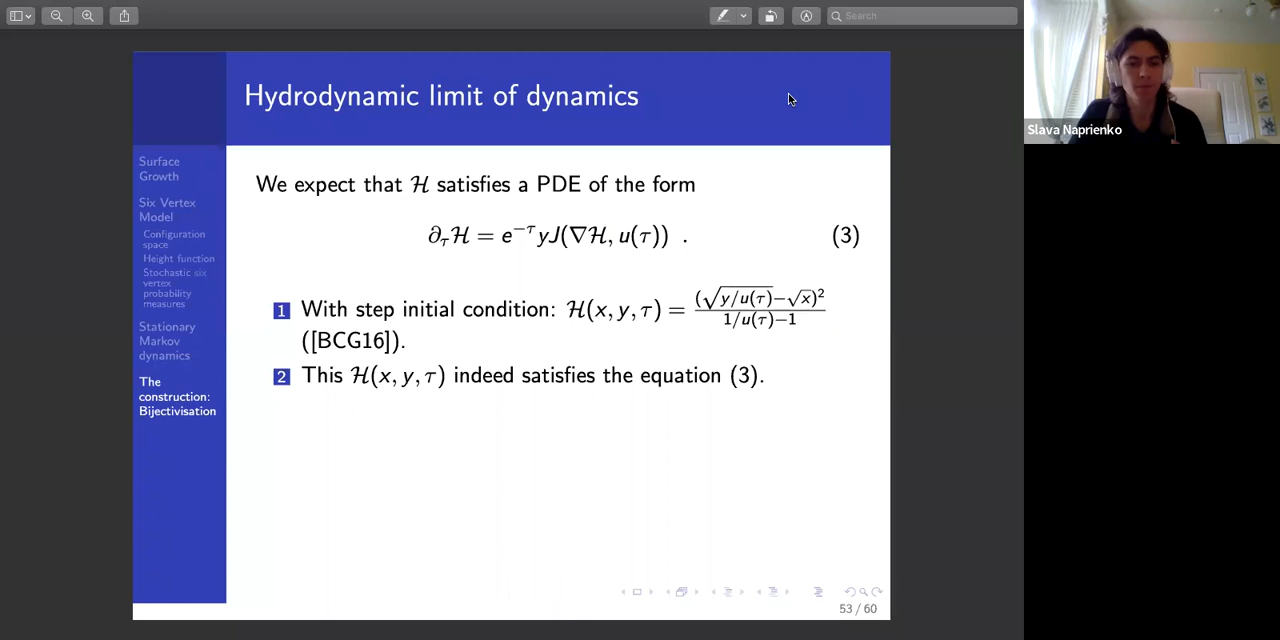 Search
Hydrodynamic limit of dynamics
Slava Naprienko
Surface
Growth
Six Vertex
Model
Configuration
space
Height function
Stochastic six
vertex
probability
measures
Stationary
Markov
dynamics
The
construction:
Bijectivisation
We expect that ℋ satisfies a PDE of the form
∂_τ ℋ = e^{−τ} y J(∇ℋ, u(τ)) . (3)
1 With step initial condition: ℋ(x, y, τ) = (√(y/u(τ)) − √x)² / (1/u(τ) − 1)
([BCG16]).
2 This ℋ(x, y, τ) indeed satisfies the equation (3).
53 / 60